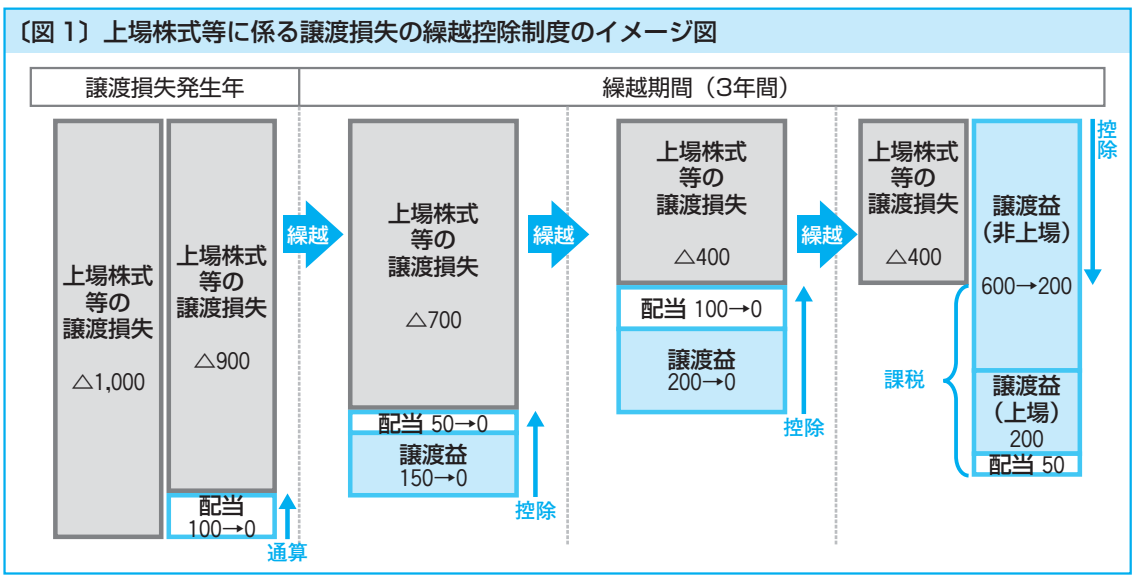 〔図1〕上場株式等に係る譲渡損失の繰越控除制度のイメージ図
譲渡損失発生年
繰越期間（3年間）
上場株式
等の
譲渡損失
△1,000
上場株式
等の
譲渡損失
△900
配当
100→0
通算
繰越
上場株式
等の
譲渡損失
△700
配当 50→0
譲渡益
150→0
控除
繰越
上場株式
等の
譲渡損失
△400
配当 100→0
譲渡益
200→0
控除
繰越
上場株式
等の
譲渡損失
△400
課税
譲渡益
（非上場）
600→200
譲渡益
（上場）
200
配当 50
控除